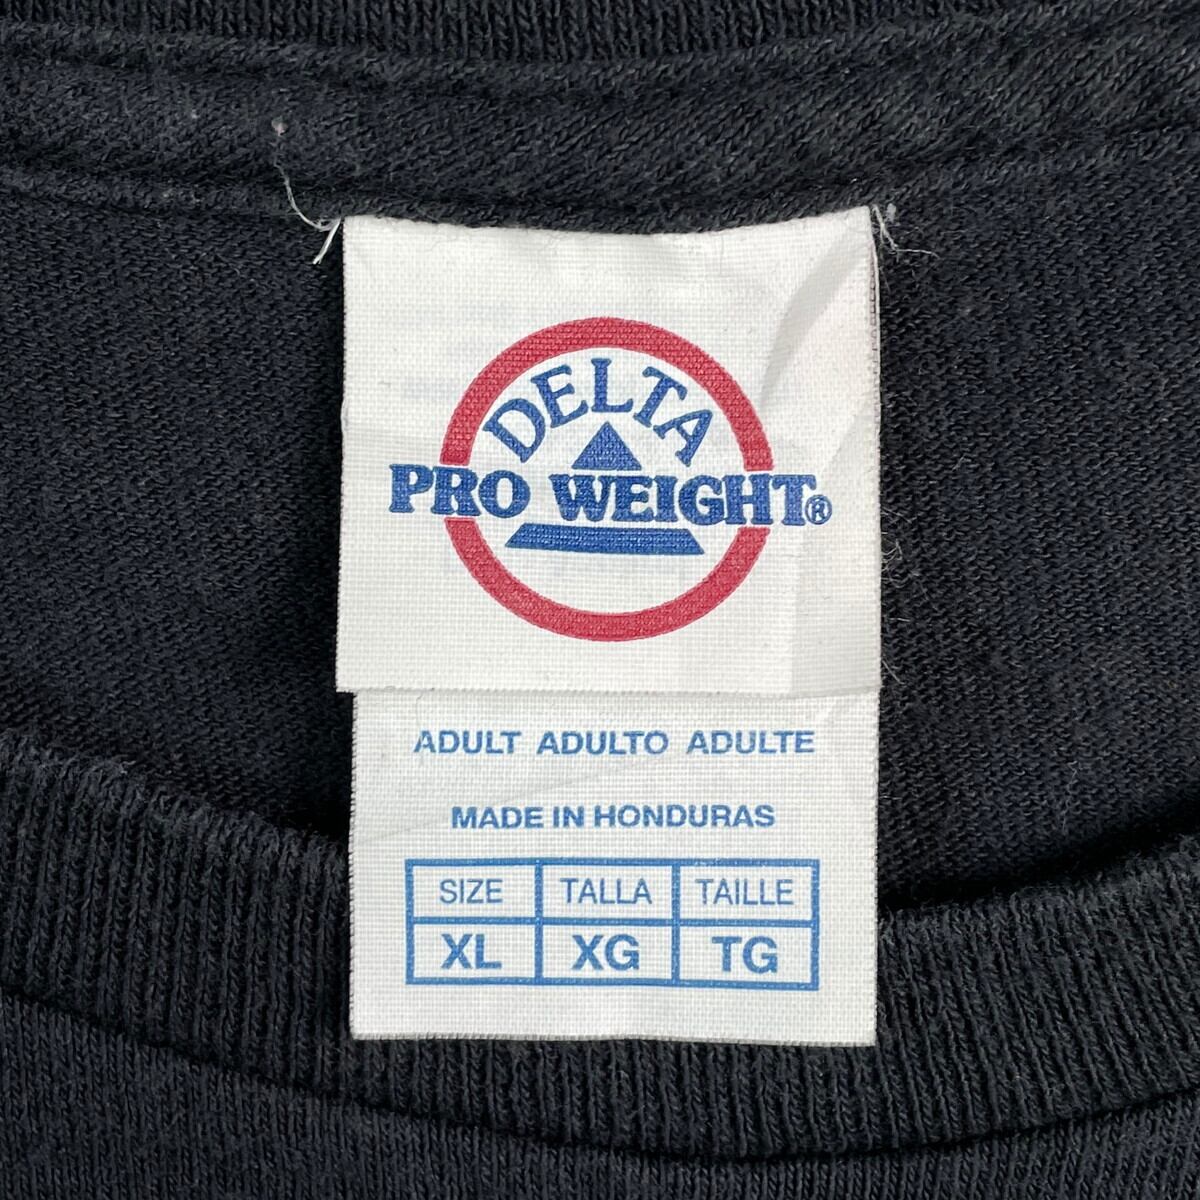 DELTA
PRO WEIGHT®
ADULT ADULTO ADULTE
MADE IN HONDURAS
SIZE TALLA TAILLE
XL XG TG